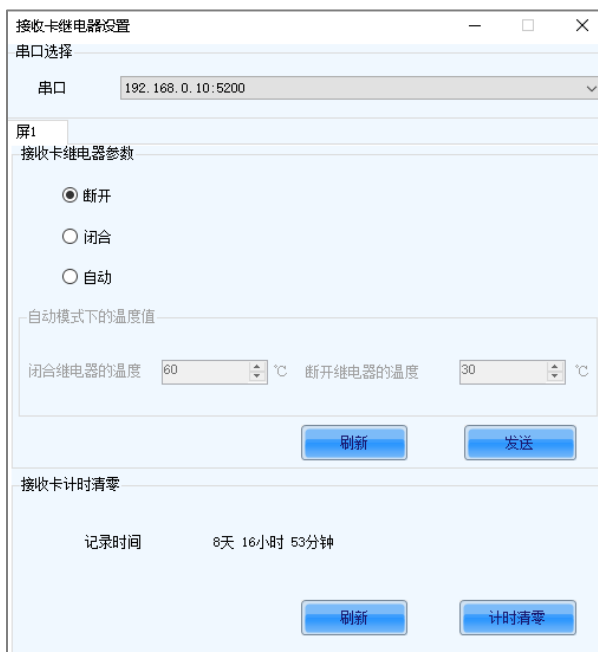 接收卡继电器设置
串口选择
串口 192.168.0.10:5200
屏1
接收卡继电器参数
断开
闭合
自动
自动模式下的温度值
闭合继电器的温度 60 ℃ 断开继电器的温度 30 ℃
刷新 发送
接收卡计时清零
记录时间 8天 16小时 53分钟
刷新 计时清零